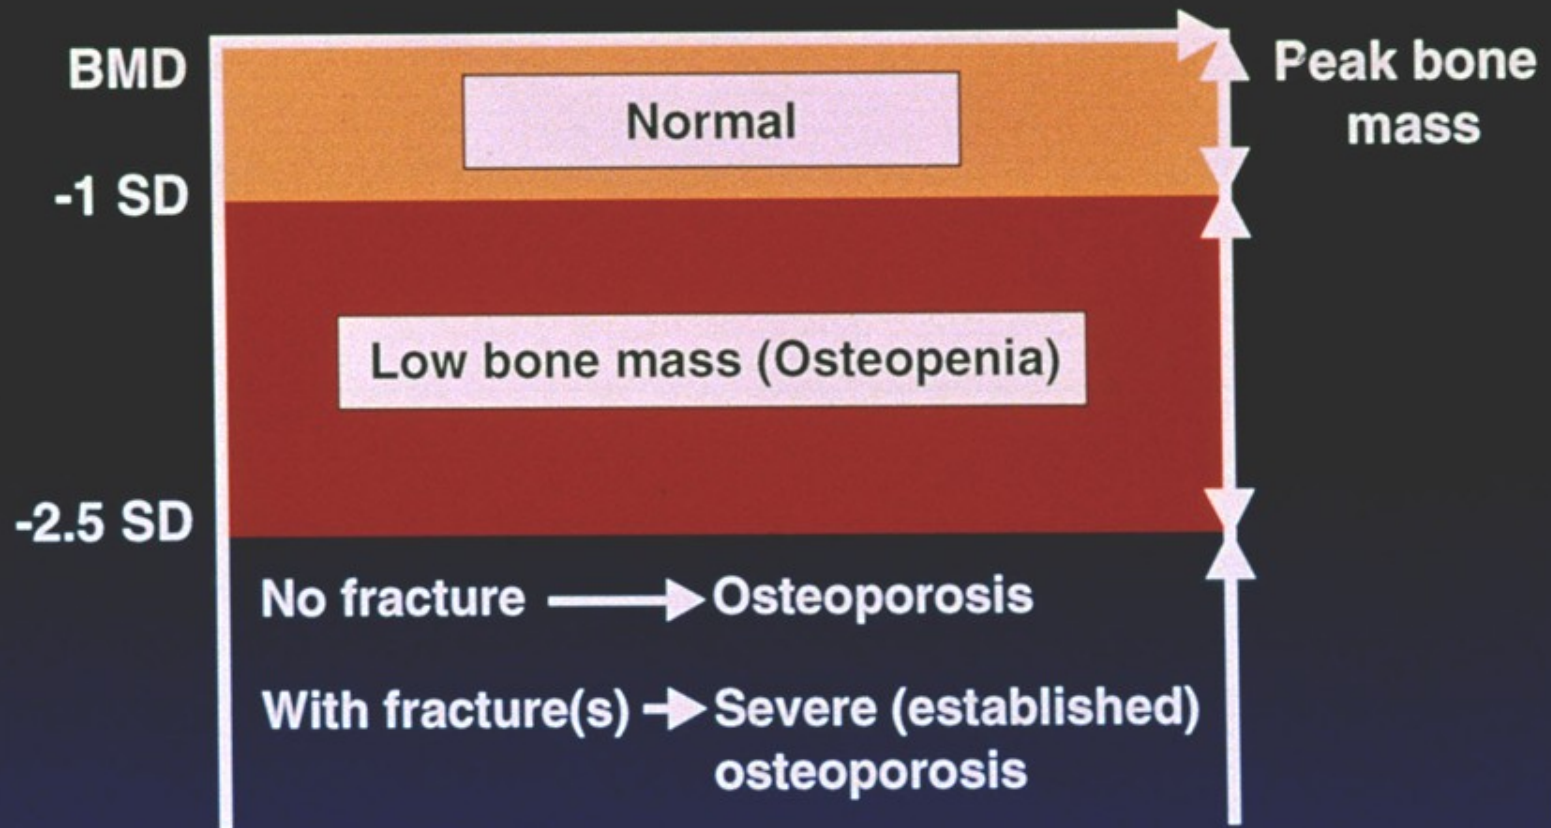 BMD
Peak bone
mass
Normal
-1 SD
Low bone mass (Osteopenia)
-2.5 SD
No fracture Osteoporosis
With fracture(s) Severe (established)
osteoporosis